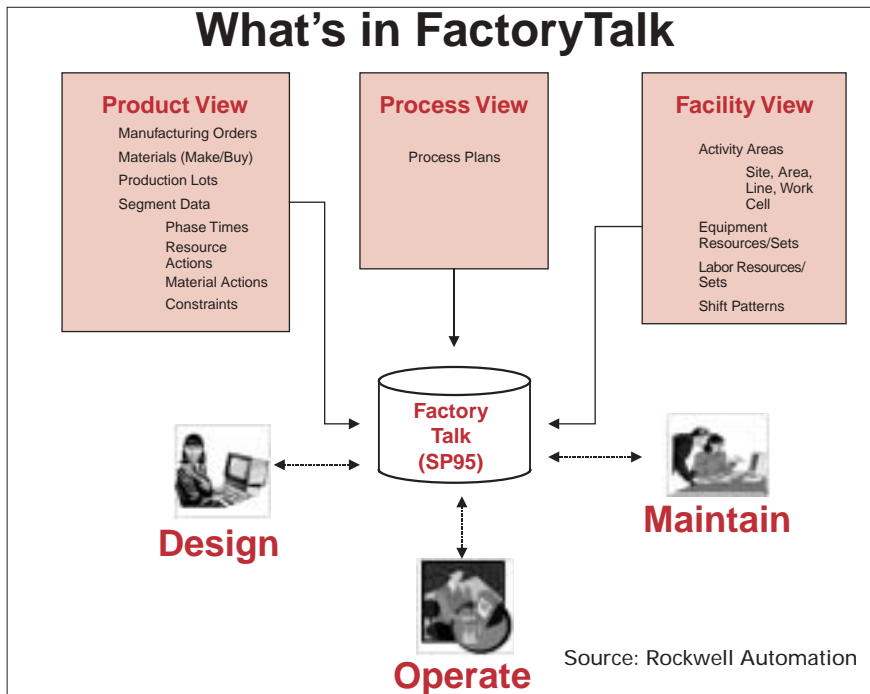 What's in FactoryTalk
Product View
Manufacturing Orders
Materials (Make/Buy)
Production Lots
Segment Data
Phase Times
Resource
Actions
Material Actions
Constraints
Process View
Process Plans
Facility View
Activity Areas
Site, Area,
Line, Work
Cell
Equipment
Resources/Sets
Labor Resources/
Sets
Shift Patterns
Factory
Talk
(SP95)
Design
Maintain
Operate
Source: Rockwell Automation